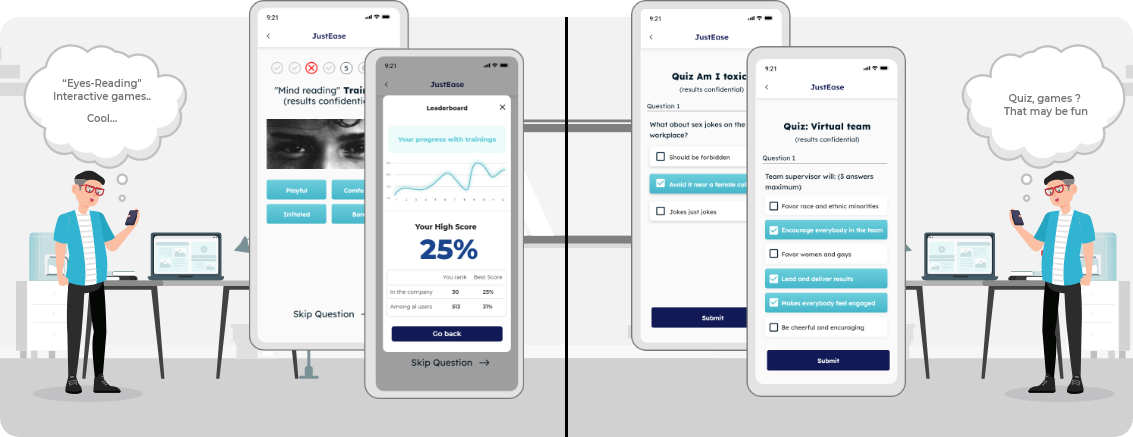 "Eyes-Reading"
Interactive games..
Cool...
9:21
JustEase
5
"Mind reading" Trai
(results confidentia
Playful
Comfo
Irritated
Bor
Skip Question
9:21
JustEase
Leaderboard
Your progress with trainings
Your High Score
25%
You rank Best Score
In the company 30 25%
Among al users 513 31%
Go back
Skip Question →
9:21
JustEase
Quiz Am I toxic
(results confidential)
Question 1
What about sex jokes on the
workplace?
Should be forbidden
Avoid it near a female col
Jokes just jokes
Submit
9:21
JustEase
Quiz: Virtual team
(results confidential)
Question 1
Team supervisor will: (3 answers
maximum)
Favor race and ethnic minorities
Encourage everybody in the team
Favor women and gays
Lead and deliver results
Makes everybody feel engaged
Be cheerful and encuraging
Submit
Quiz, games ?
That may be fun